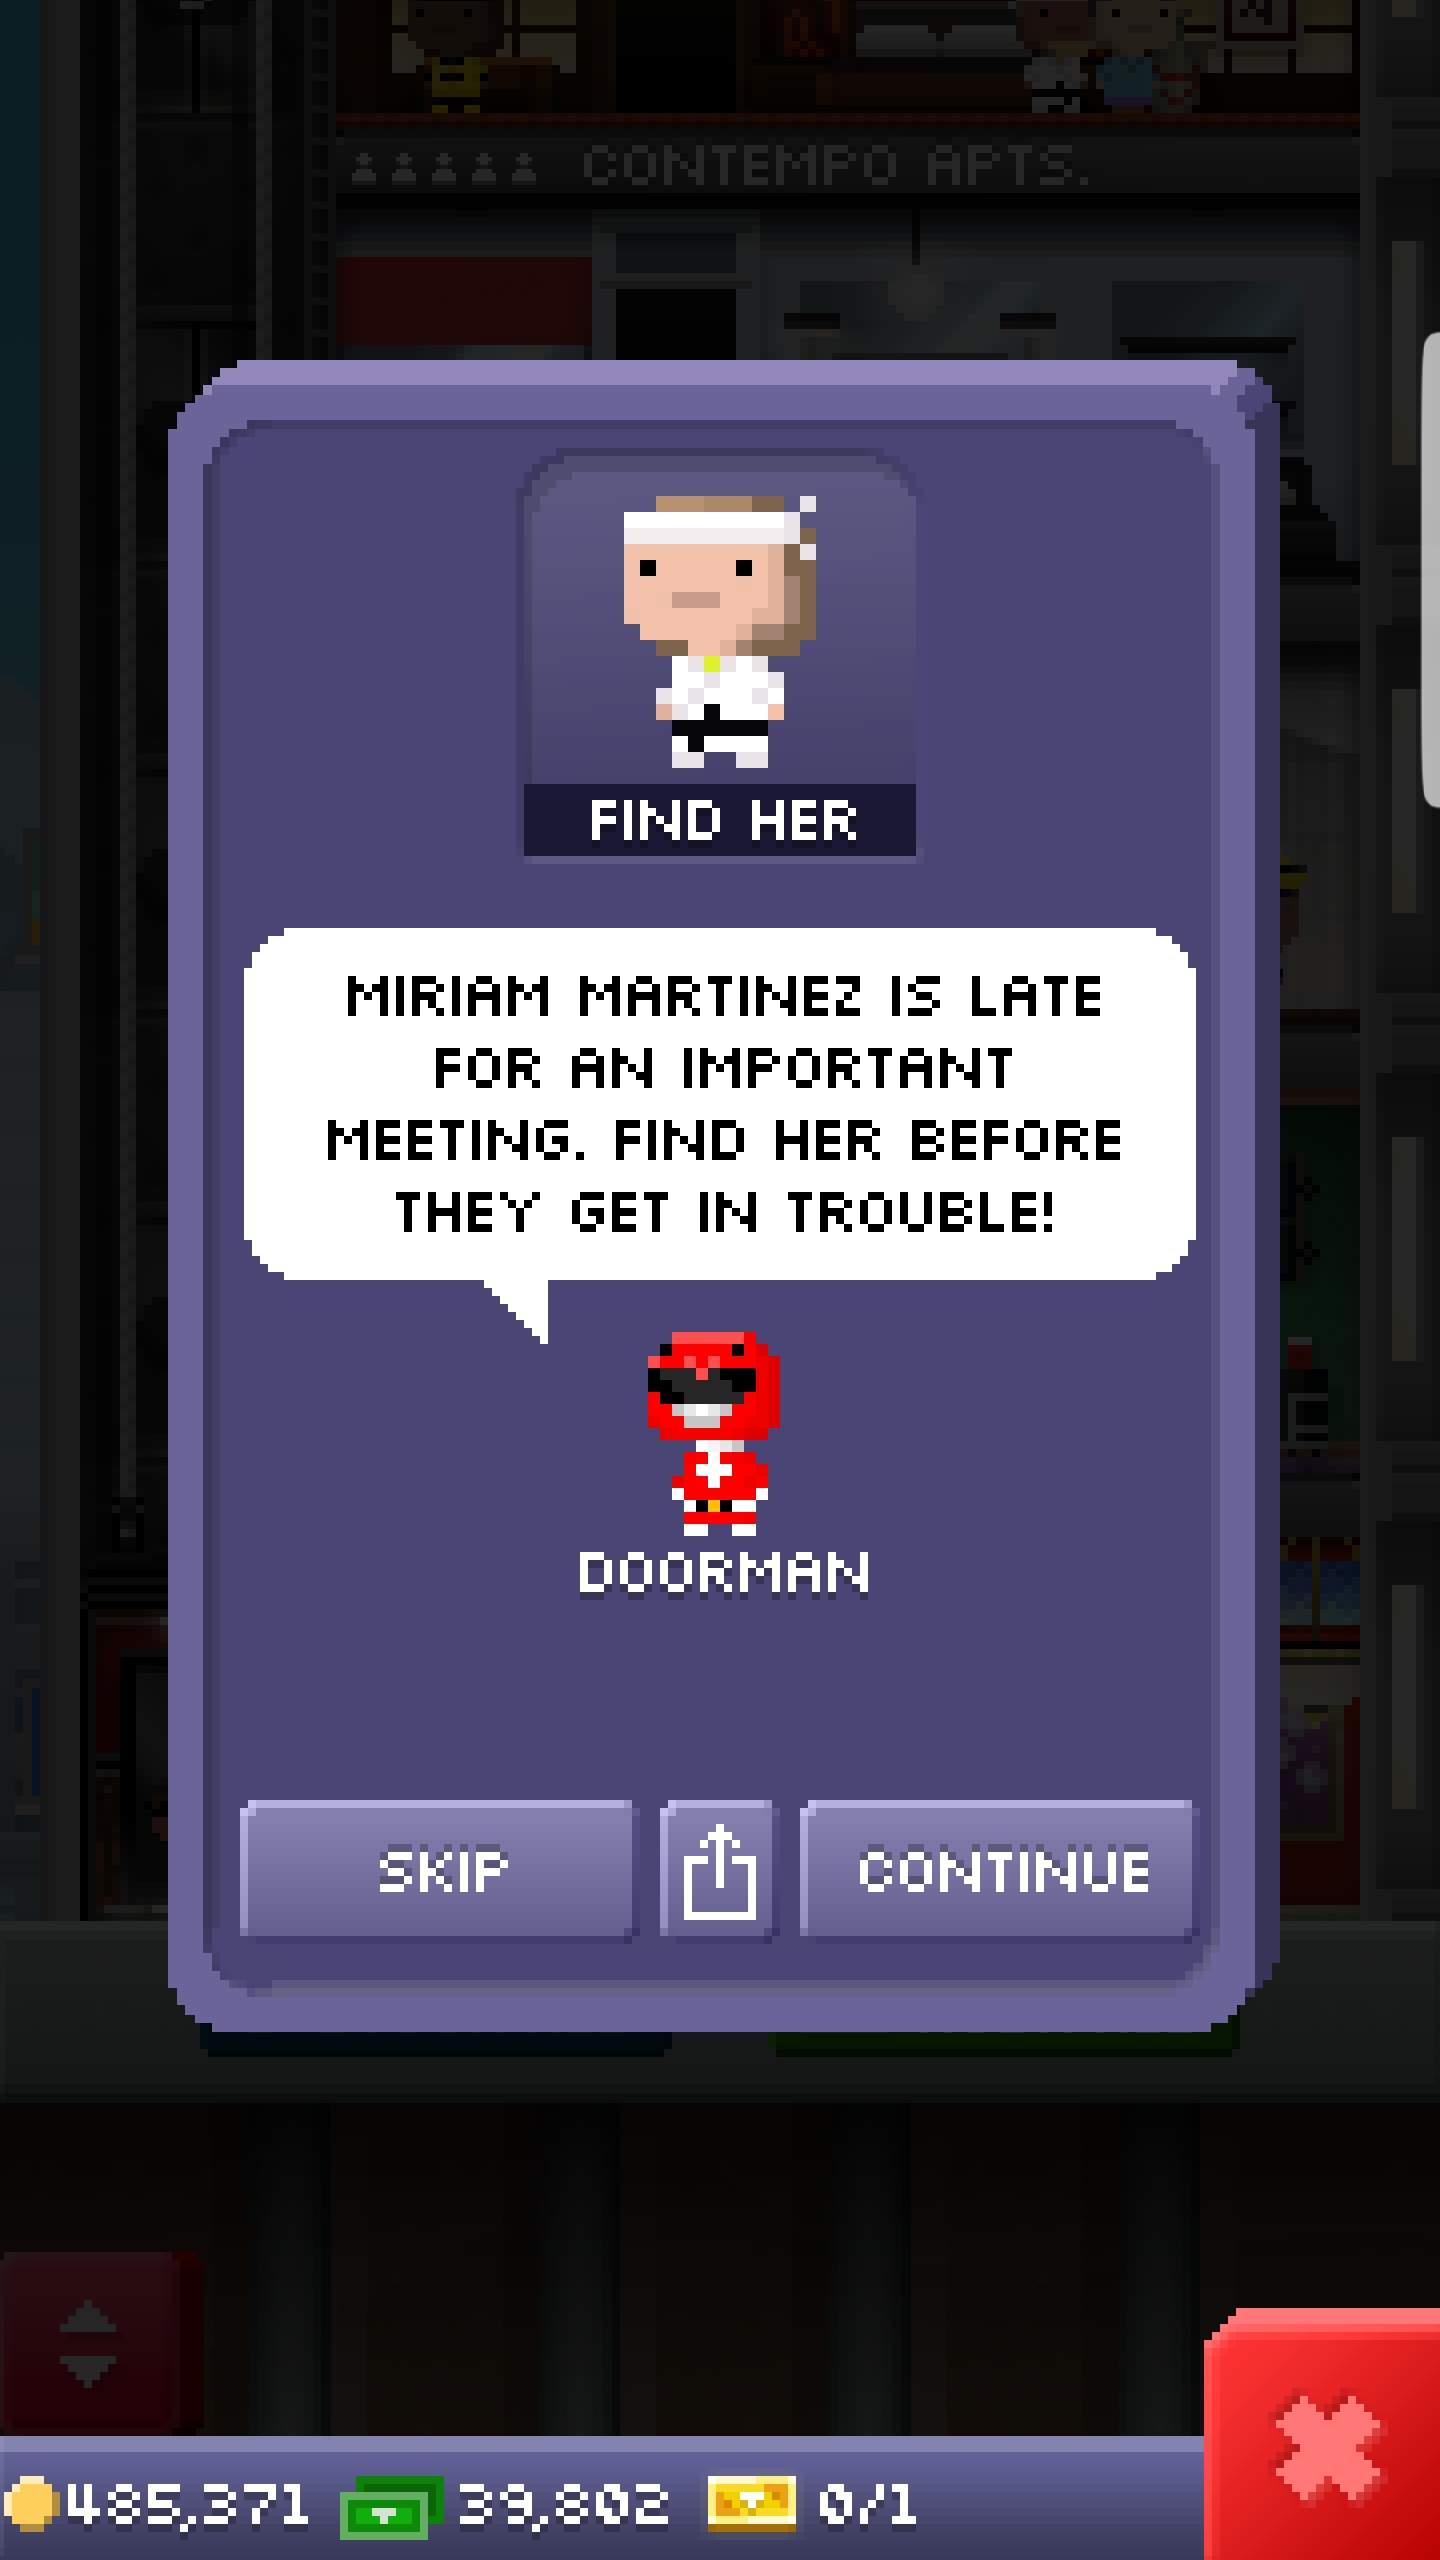 CONTEMPO APTS.
FIND HER
MIRIAM MARTINEZ IS LATE
FOR AN IMPORTANT
MEETING. FIND HER BEFORE
THEY GET IN TROUBLE!
DOORMAN
SKIP
CONTINUE
485,371
39,802
0/1